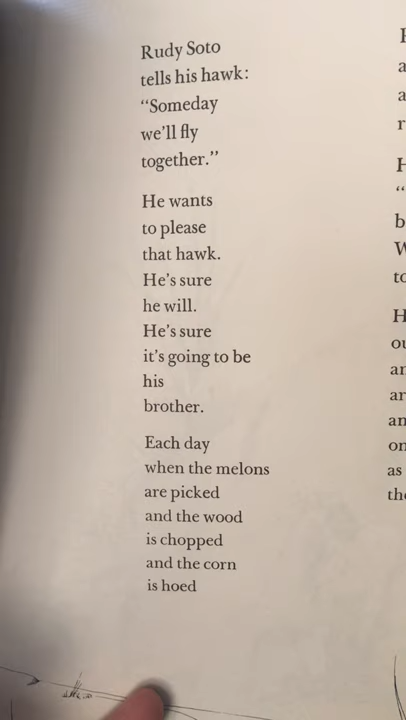 Rudy Soto
tells his hawk:
“Someday
we’ll fly
together.”
He wants
to please
that hawk.
He’s sure
he will.
He’s sure
it’s going to be
his
brother.
Each day
when the melons
are picked
and the wood
is chopped
and the corn
is hoed